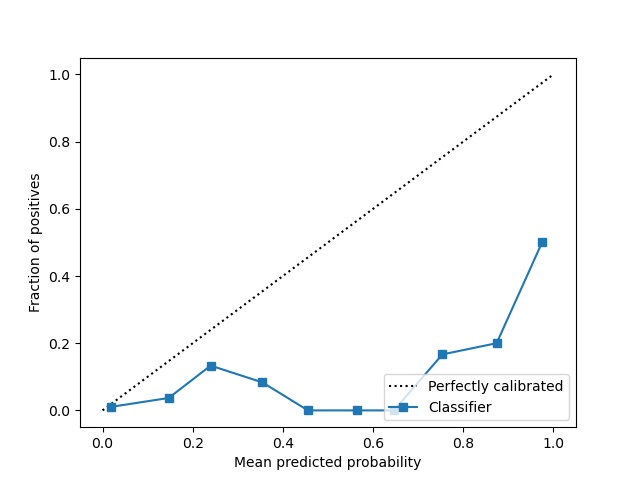 1.0
0.8
0.6
0.4
0.2
0.0
Fraction of positives
0.0 0.2 0.4 0.6 0.8 1.0
Mean predicted probability
Perfectly calibrated
Classifier